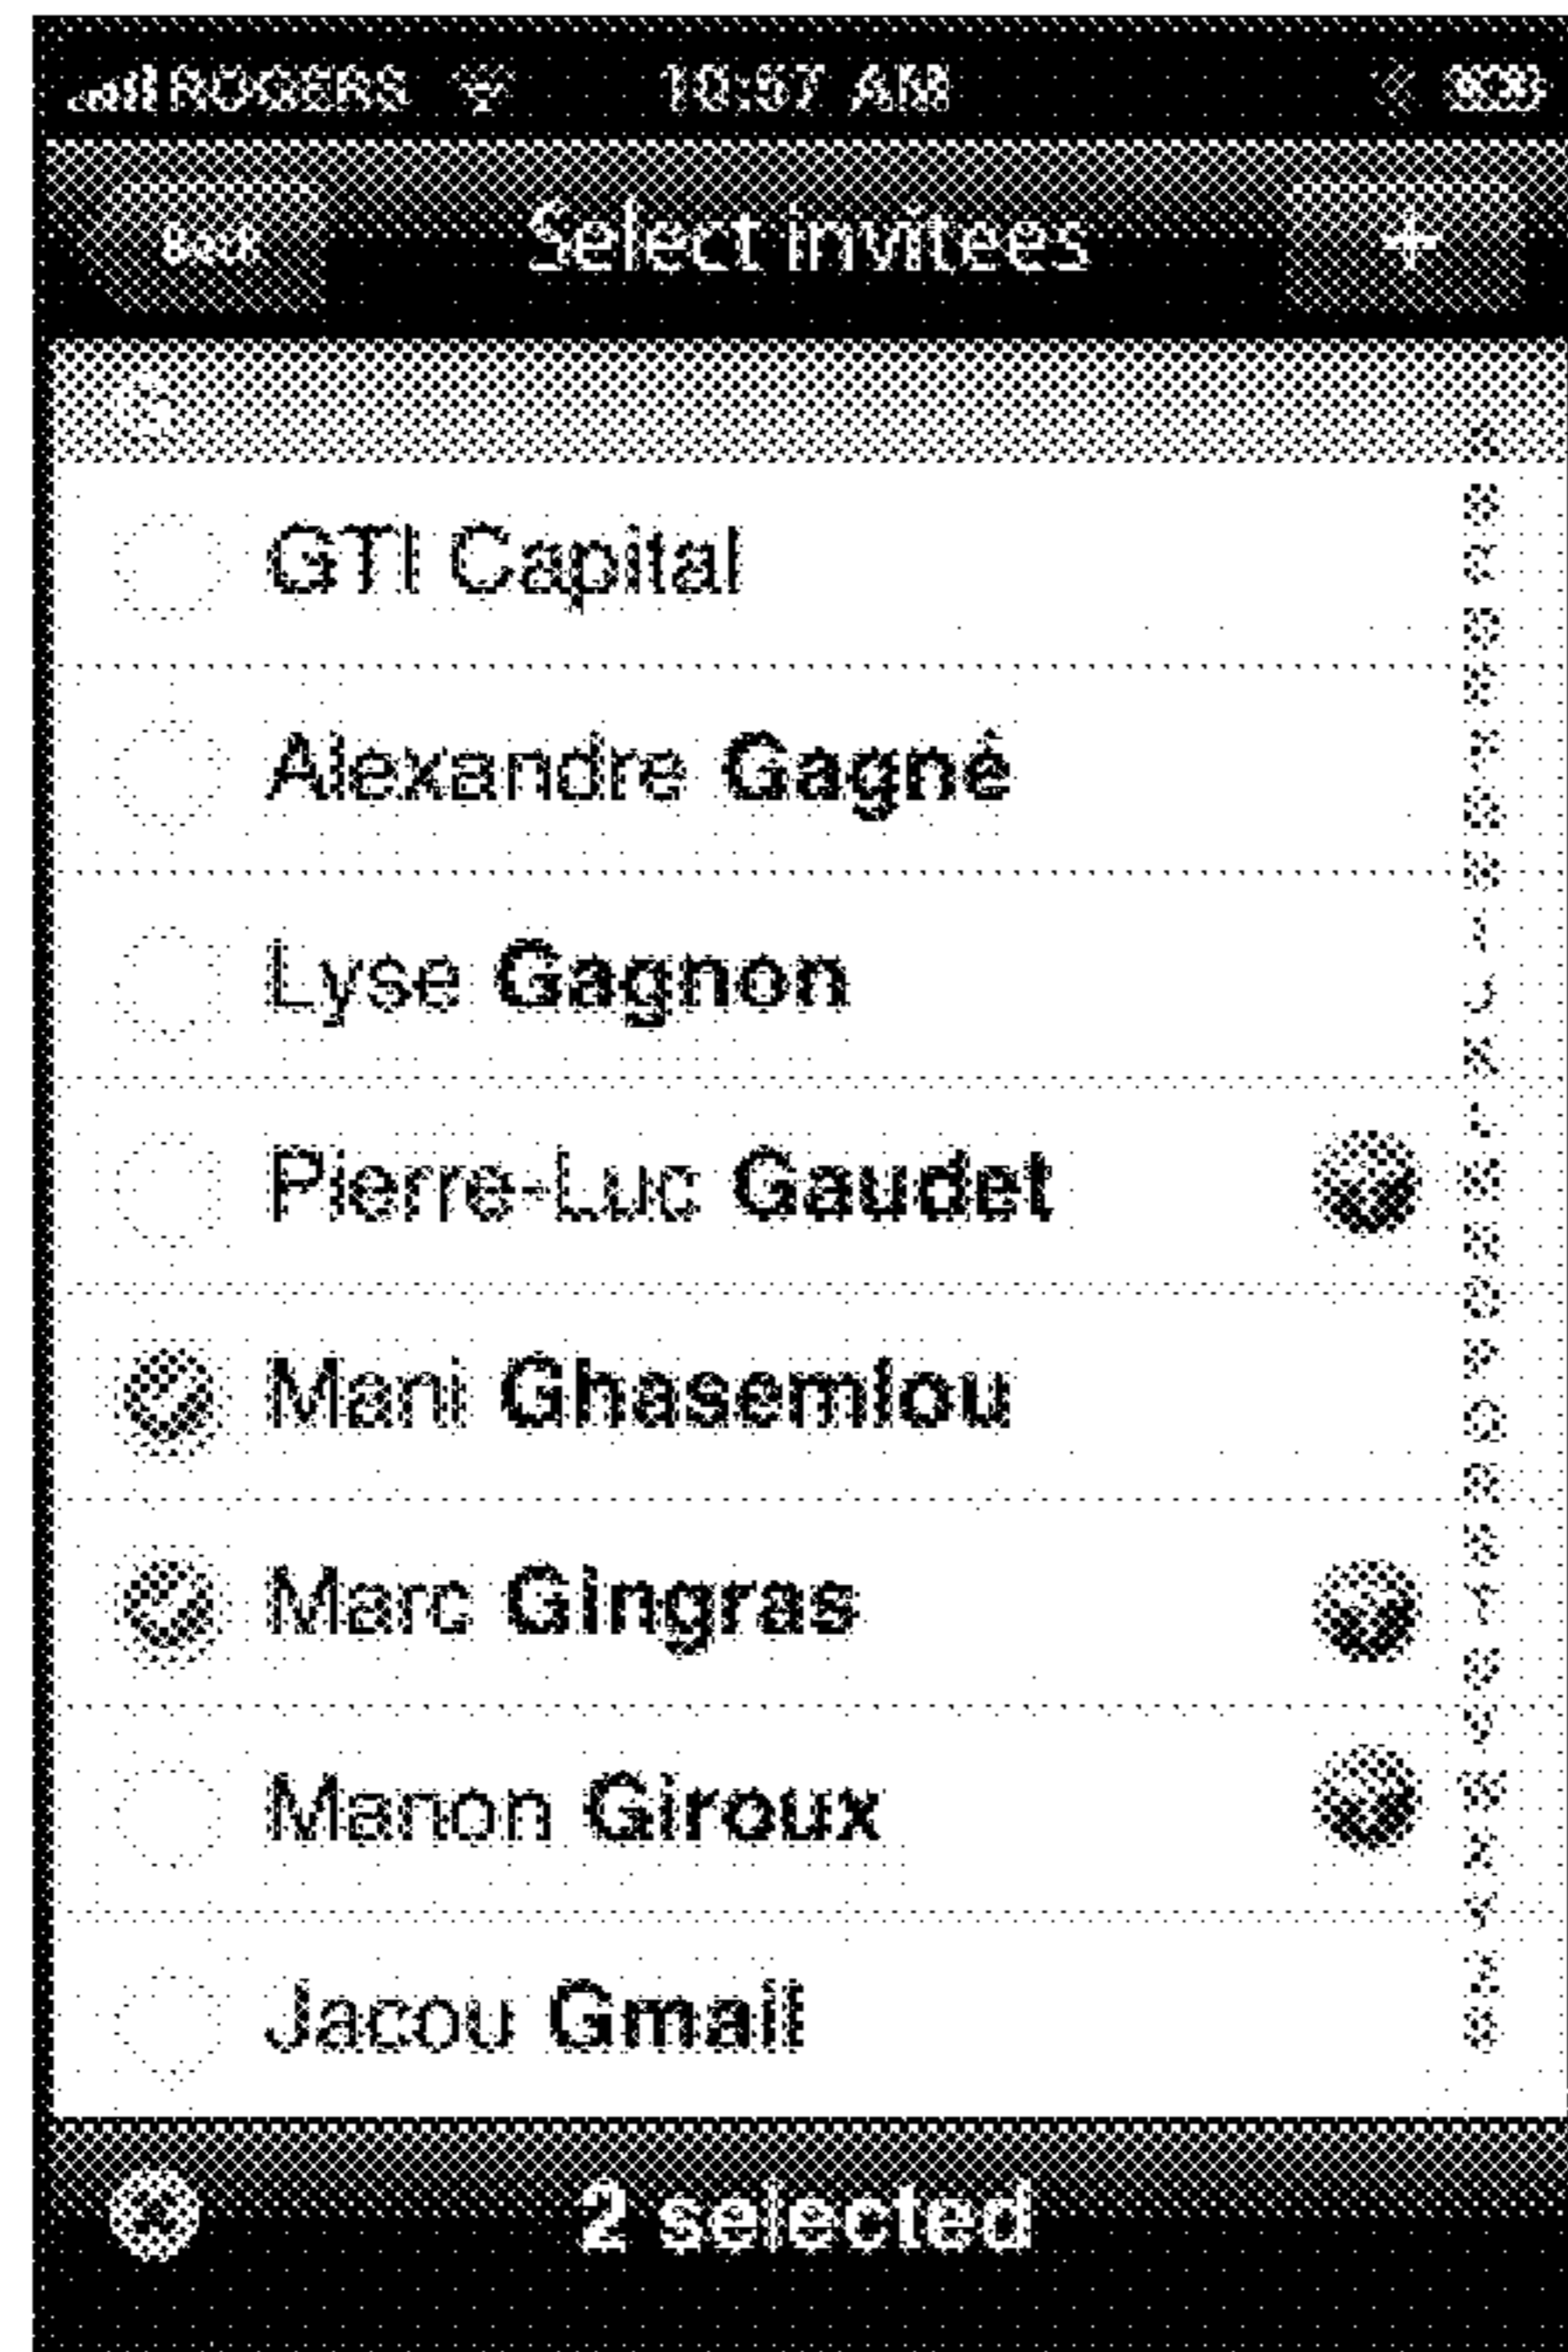 ROGERS 10:57 AM
Back Select invitees +
GTI Capital
Alexandre Gagné
Lyse Gagnon
Pierre-Luc Gaudet
Mani Ghasemlou
Marc Gingras
Manon Giroux
Jacou Gmail
2 selected